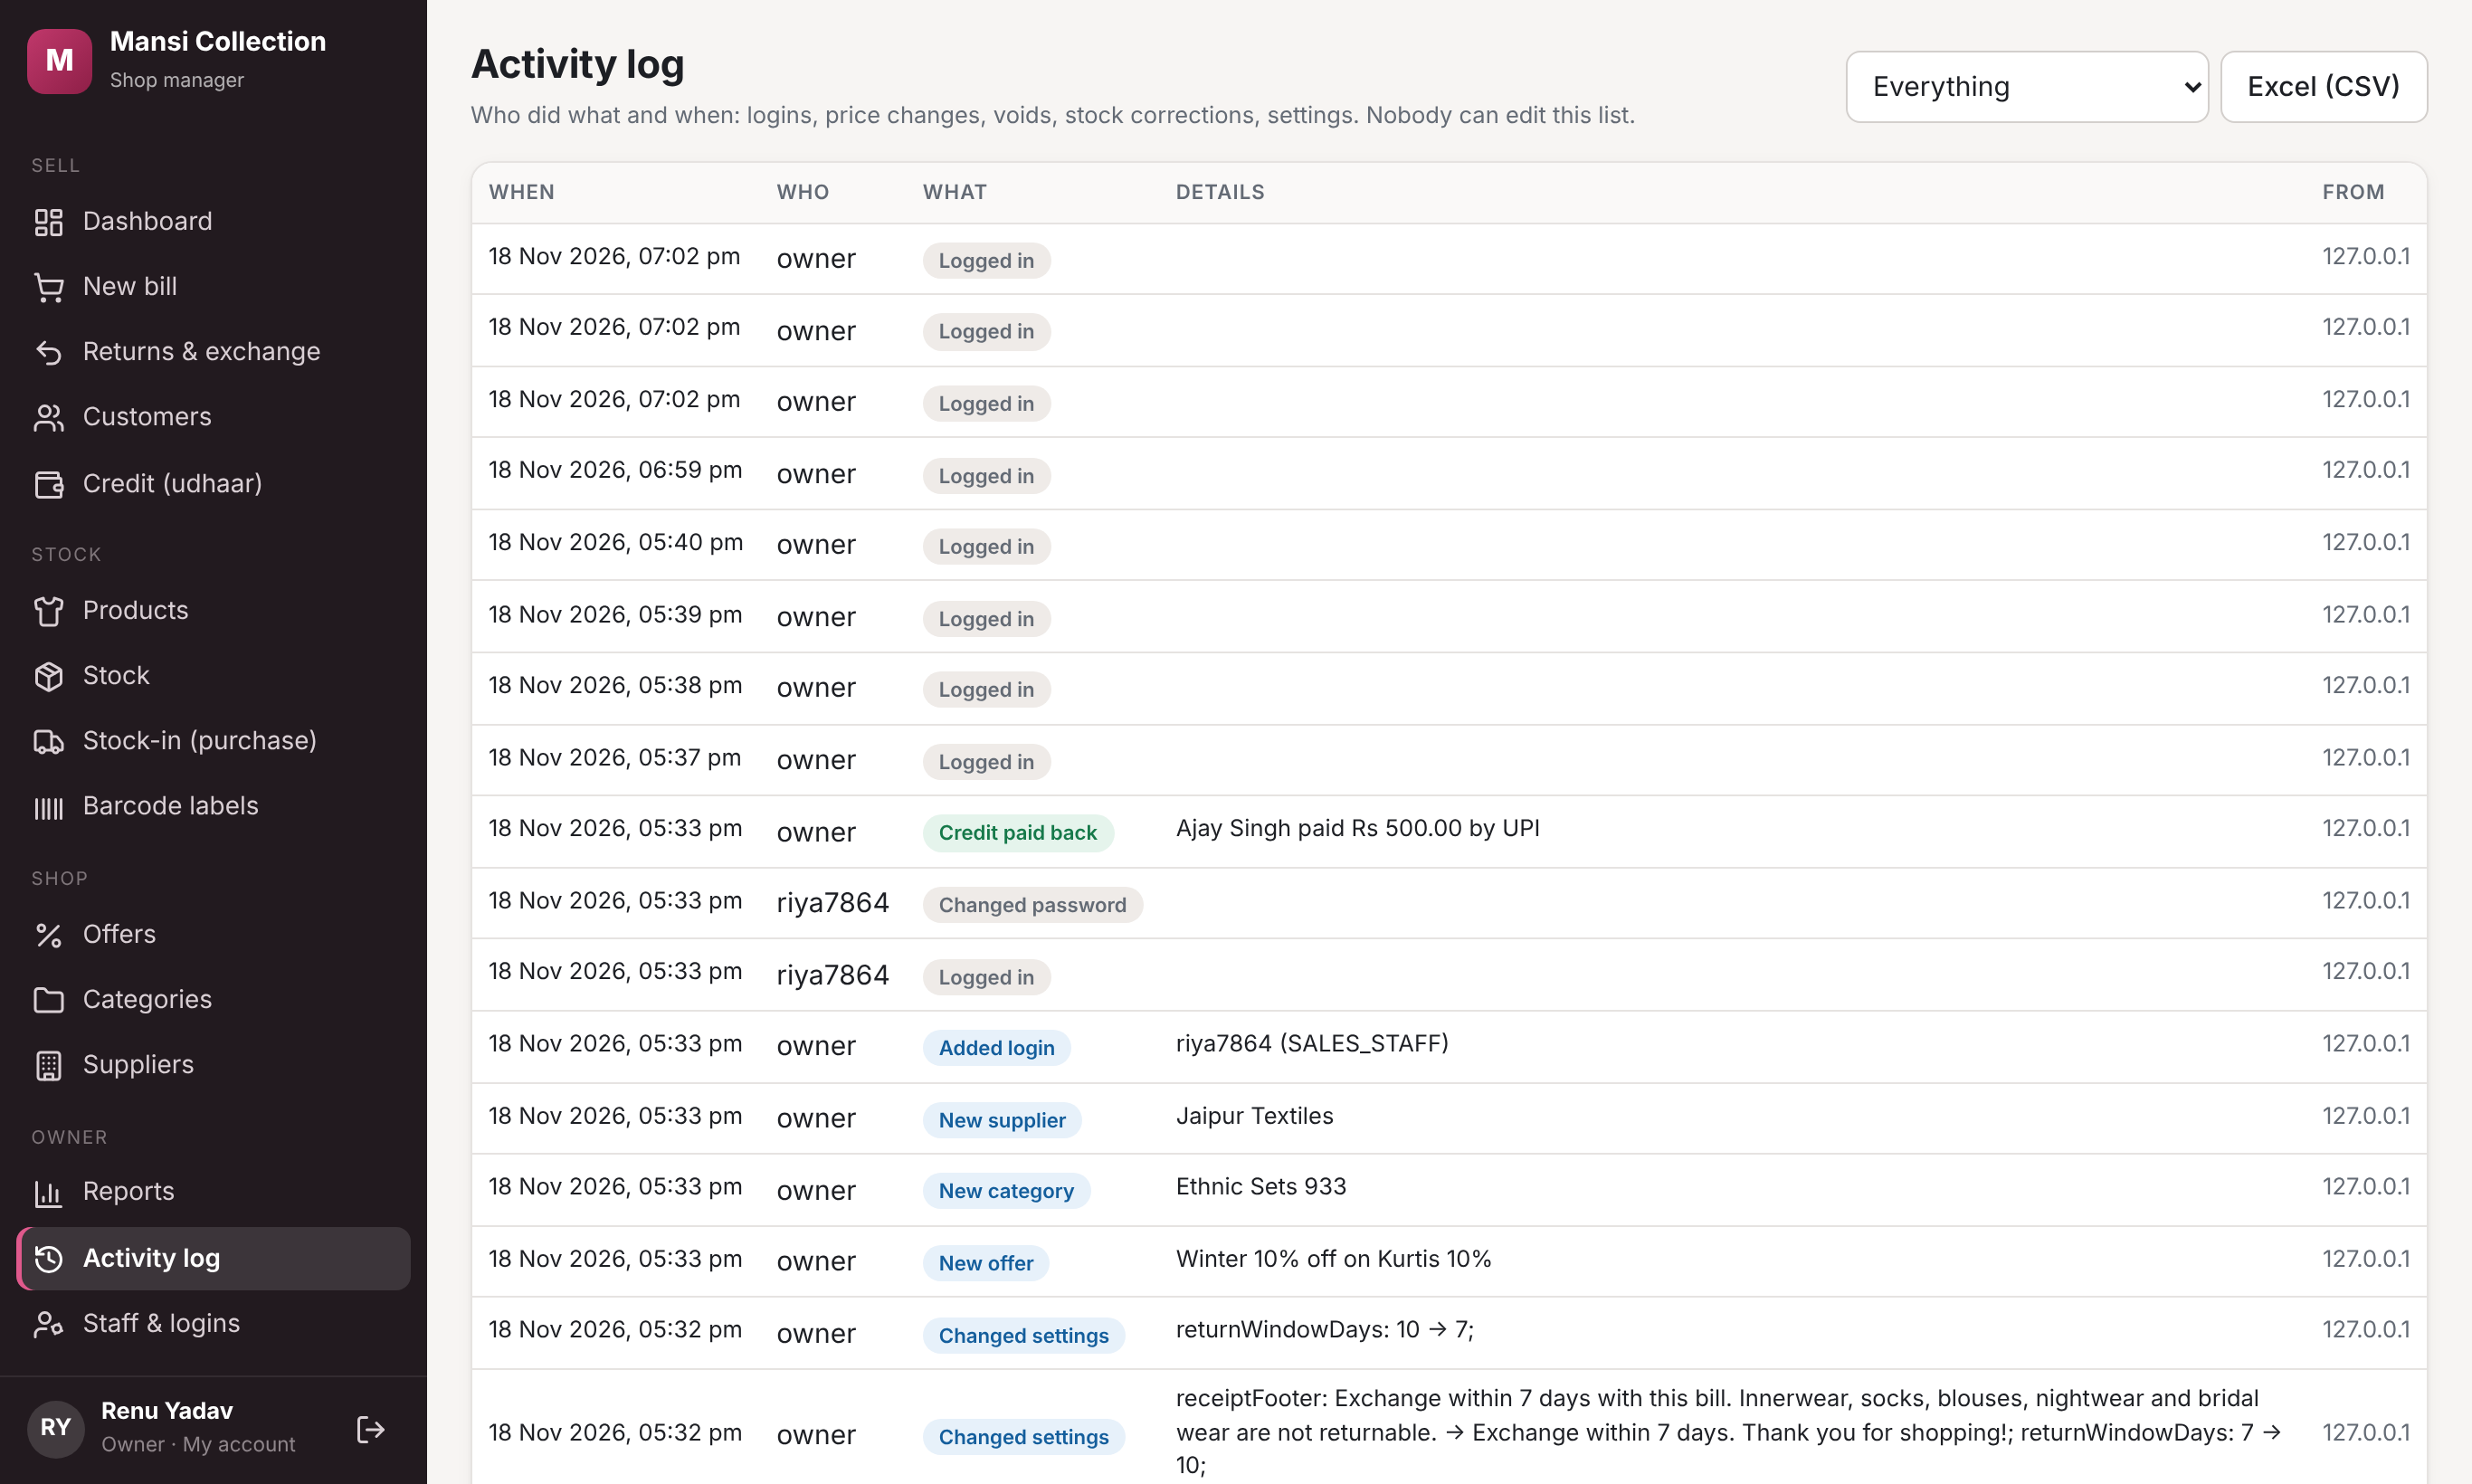 M
Mansi Collection
Shop manager
SELL
Dashboard
New bill
Returns & exchange
Customers
Credit (udhaar)
STOCK
Products
Stock
Stock-in (purchase)
Barcode labels
SHOP
Offers
Categories
Suppliers
OWNER
Reports
Activity log
Staff & logins
RY
Renu Yadav
Owner · My account
Activity log
Who did what and when: logins, price changes, voids, stock corrections, settings. Nobody can edit this list.
Everything
Excel (CSV)
WHEN WHO WHAT DETAILS FROM
18 Nov 2026, 07:02 pm owner Logged in 127.0.0.1
18 Nov 2026, 07:02 pm owner Logged in 127.0.0.1
18 Nov 2026, 07:02 pm owner Logged in 127.0.0.1
18 Nov 2026, 06:59 pm owner Logged in 127.0.0.1
18 Nov 2026, 05:40 pm owner Logged in 127.0.0.1
18 Nov 2026, 05:39 pm owner Logged in 127.0.0.1
18 Nov 2026, 05:38 pm owner Logged in 127.0.0.1
18 Nov 2026, 05:37 pm owner Logged in 127.0.0.1
18 Nov 2026, 05:33 pm owner Credit paid back Ajay Singh paid Rs 500.00 by UPI 127.0.0.1
18 Nov 2026, 05:33 pm riya7864 Changed password 127.0.0.1
18 Nov 2026, 05:33 pm riya7864 Logged in 127.0.0.1
18 Nov 2026, 05:33 pm owner Added login riya7864 (SALES_STAFF) 127.0.0.1
18 Nov 2026, 05:33 pm owner New supplier Jaipur Textiles 127.0.0.1
18 Nov 2026, 05:33 pm owner New category Ethnic Sets 933 127.0.0.1
18 Nov 2026, 05:33 pm owner New offer Winter 10% off on Kurtis 10% 127.0.0.1
18 Nov 2026, 05:32 pm owner Changed settings returnWindowDays: 10 → 7; 127.0.0.1
receiptFooter: Exchange within 7 days with this bill. Innerwear, socks, blouses, nightwear and bridal
18 Nov 2026, 05:32 pm owner Changed settings wear are not returnable. → Exchange within 7 days. Thank you for shopping!; returnWindowDays: 7 → 127.0.0.1
10;